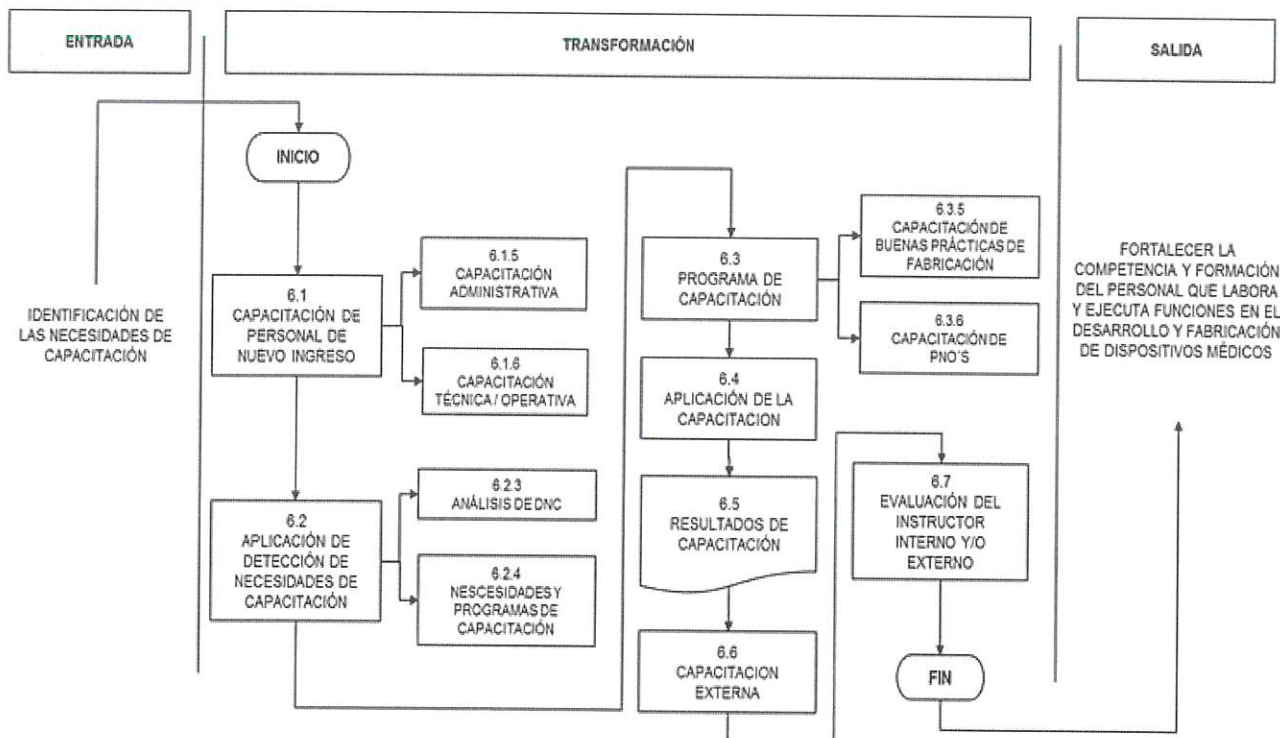 ENTRADA
TRANSFORMACIÓN
SALIDA
IDENTIFICACIÓN DE
LAS NECESIDADES DE
CAPACITACIÓN
INICIO
6.1
CAPACITACIÓN DE
PERSONAL DE
NUEVO INGRESO
6.1.5
CAPACITACIÓN
ADMINISTRATIVA
6.1.6
CAPACITACIÓN
TÉCNICA / OPERATIVA
6.2
APLICACIÓN DE
DETECCIÓN DE
NECESIDADES DE
CAPACITACIÓN
6.2.3
ANÁLISIS DE DNC
6.2.4
NESCESIDADES Y
PROGRAMAS DE
CAPACITACIÓN
6.3
PROGRAMA DE
CAPACITACIÓN
6.3.5
CAPACITACIÓN DE
BUENAS PRÁCTICAS DE
FABRICACIÓN
6.3.6
CAPACITACIÓN DE
PNO´S
6.4
APLICACIÓN DE LA
CAPACITACION
6.5
RESULTADOS DE
CAPACITACIÓN
6.6
CAPACITACION
EXTERNA
6.7
EVALUACIÓN DEL
INSTRUCTOR
INTERNO Y/O
EXTERNO
FIN
FORTALECER LA
COMPETENCIA Y FORMACIÓN
DEL PERSONAL QUE LABORA
Y EJECUTA FUNCIONES EN EL
DESARROLLO Y FABRICACIÓN
DE DISPOSITIVOS MÉDICOS